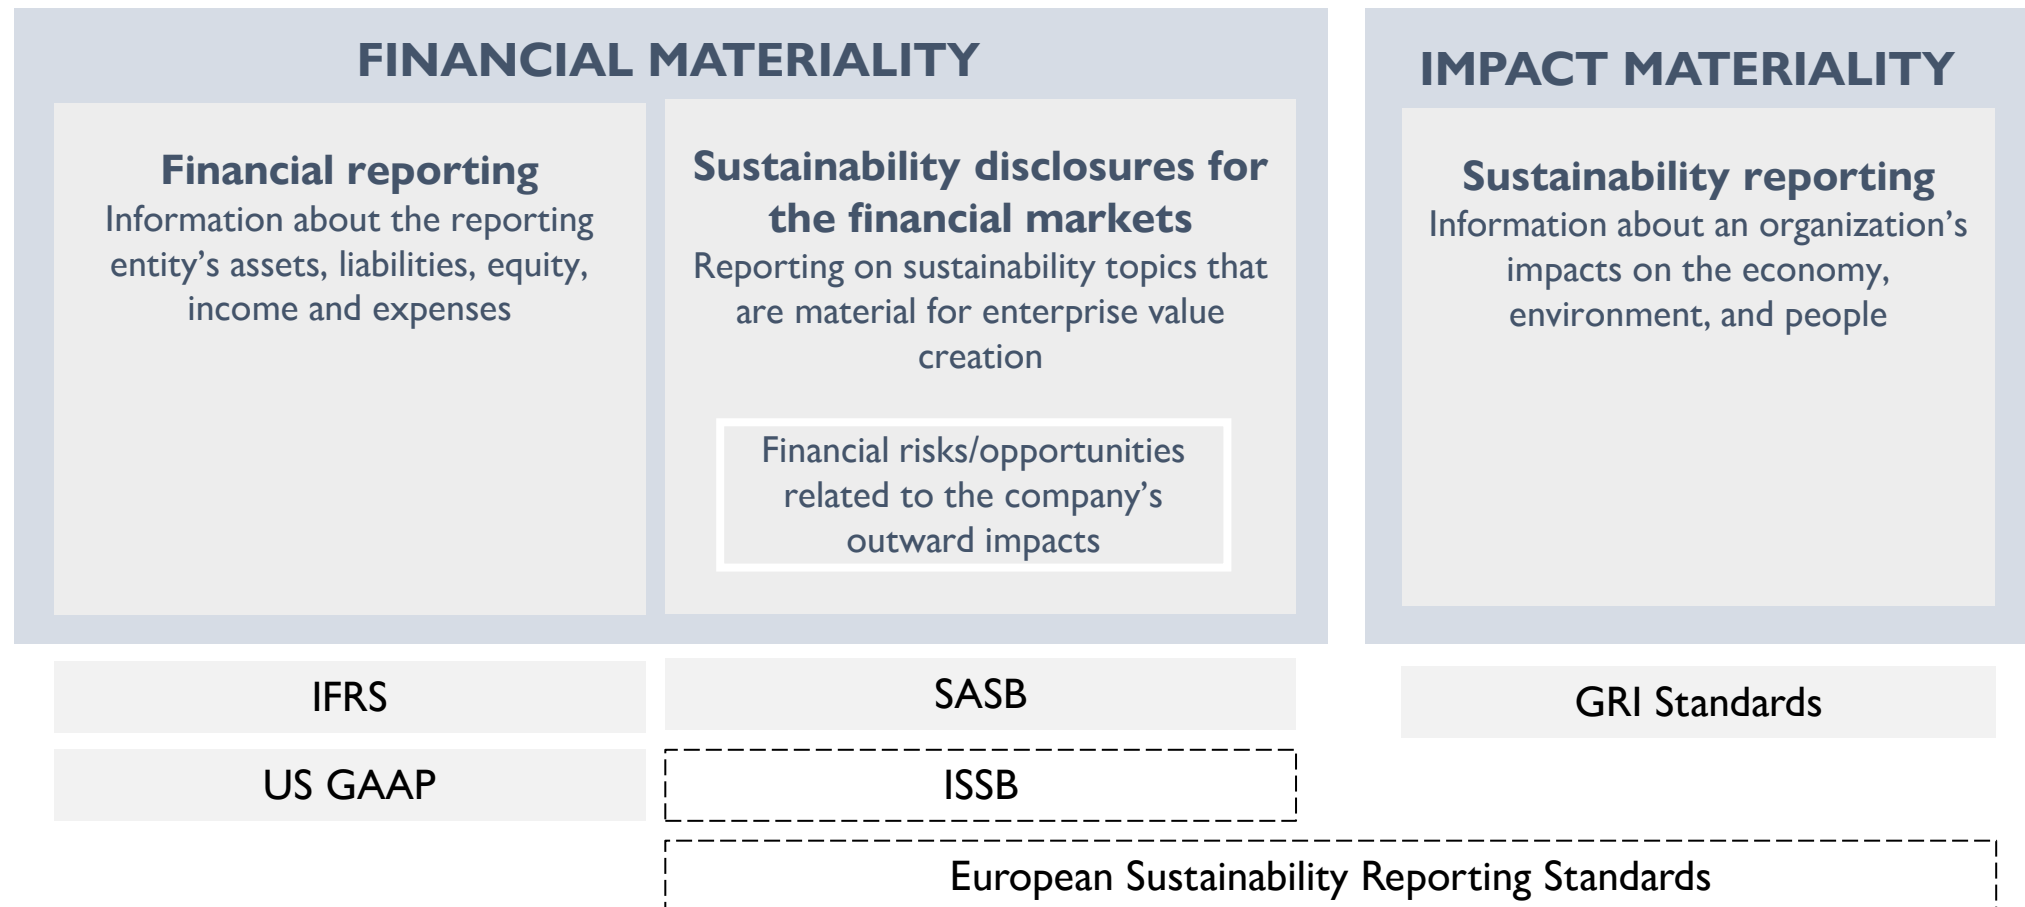 FINANCIAL MATERIALITY
Financial reporting
Information about the reporting
entity’s assets, liabilities, equity,
income and expenses
Sustainability disclosures for
the financial markets
Reporting on sustainability topics that
are material for enterprise value
creation
Financial risks/opportunities
related to the company’s
outward impacts
IMPACT MATERIALITY
Sustainability reporting
Information about an organization’s
impacts on the economy,
environment, and people
IFRS
SASB
GRI Standards
US GAAP
ISSB
European Sustainability Reporting Standards